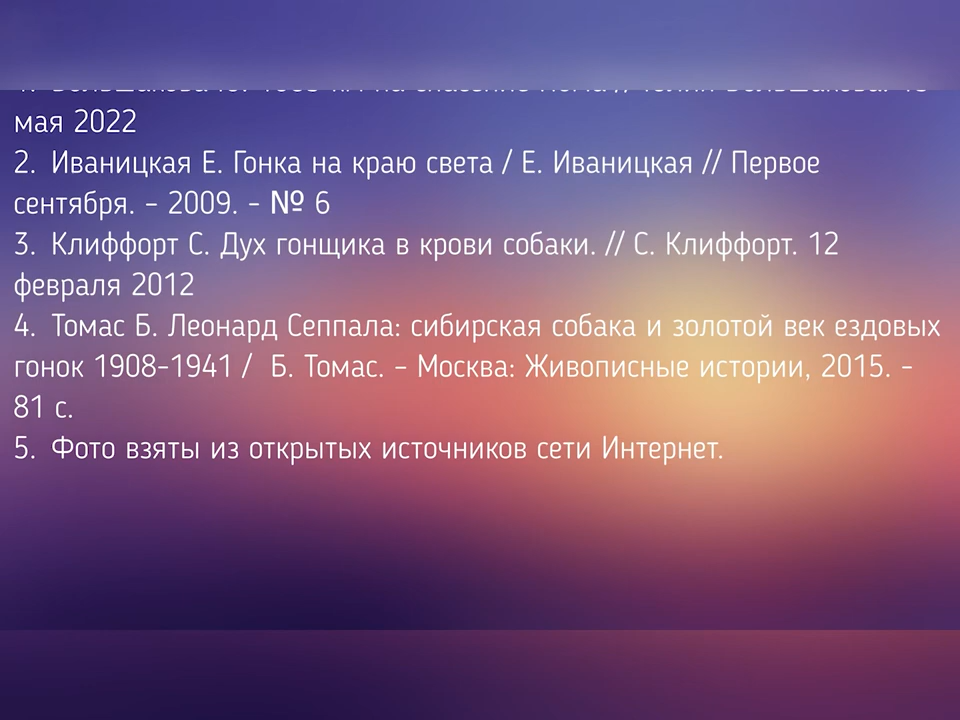 мая 2022
2. Иваницкая Е. Гонка на краю света / Е. Иваницкая // Первое
сентября. – 2009. – № 6
3. Клиффорт С. Дух гонщика в крови собаки. // С. Клиффорт. 12
февраля 2012
4. Томас Б. Леонард Сеппала: сибирская собака и золотой век ездовых
гонок 1908-1941 / Б. Томас. – Москва: Живописные истории, 2015. –
81 с.
5. Фото взяты из открытых источников сети Интернет.